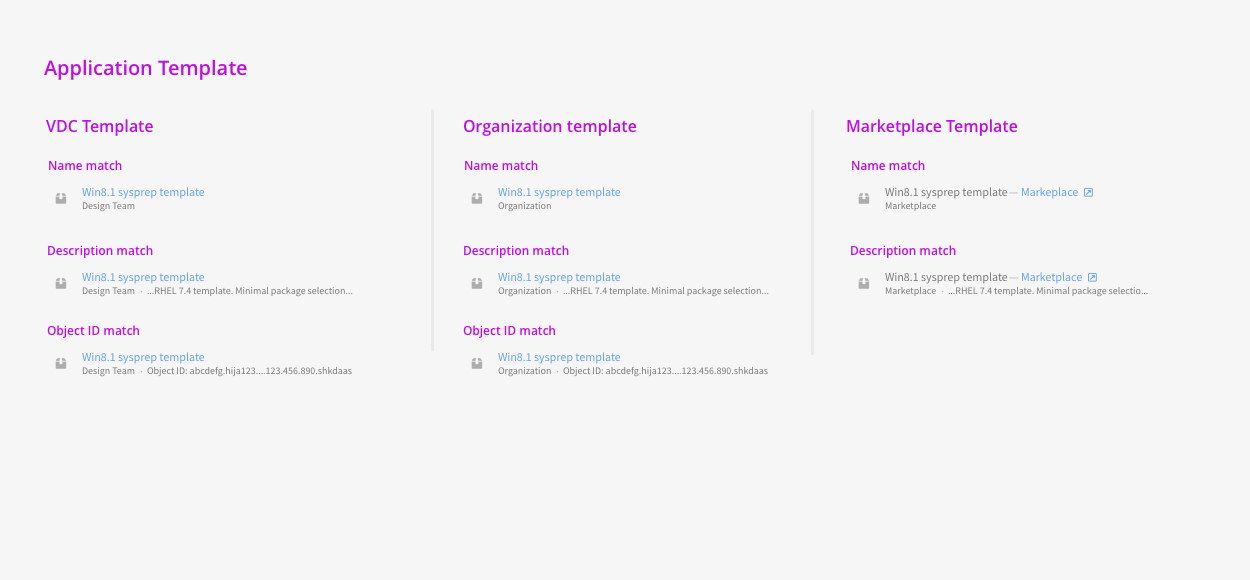 Application Template
VDC Template
Name match
Win8.1 sysprep template
Design Team
Description match
Win8.1 sysprep template
Design Team · ...RHEL 7.4 template. Minimal package selection...
Object ID match
Win8.1 sysprep template
Design Team · Object ID: abcdefg.hija123....123.456.890.shkdaas
Organization template
Name match
Win8.1 sysprep template
Organization
Description match
Win8.1 sysprep template
Organization · ...RHEL 7.4 template. Minimal package selection...
Object ID match
Win8.1 sysprep template
Organization · Object ID: abcdefg.hija123....123.456.890.shkdaas
Marketplace Template
Name match
Win8.1 sysprep template — Markeplace
Marketplace
Description match
Win8.1 sysprep template — Marketplace
Marketplace · ...RHEL 7.4 template. Minimal package selectio...